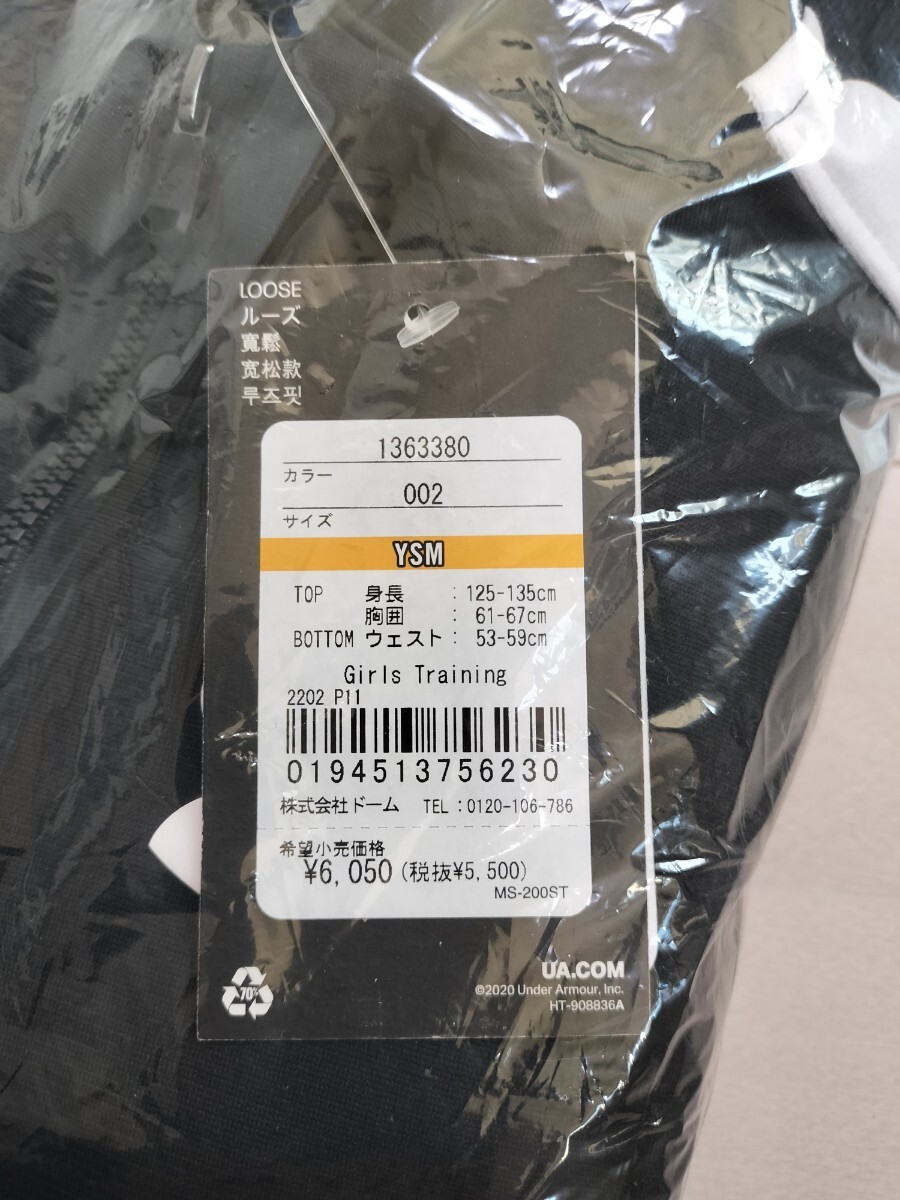 LOOSE
ルーズ
寬鬆
宽松款
루즈핏
1363380
カラー
002
サイズ
YSM
TOP 身長 : 125-135cm
胸囲 : 61-67cm
BOTTOM ウェスト : 53-59cm
Girls Training
2202 P11
0194513756230
株式会社ドーム TEL:0120-106-786
希望小売価格
¥6,050(税抜¥5,500)
MS-200ST
70%
UA.COM
©2020 Under Armour, Inc.
HT-908836A